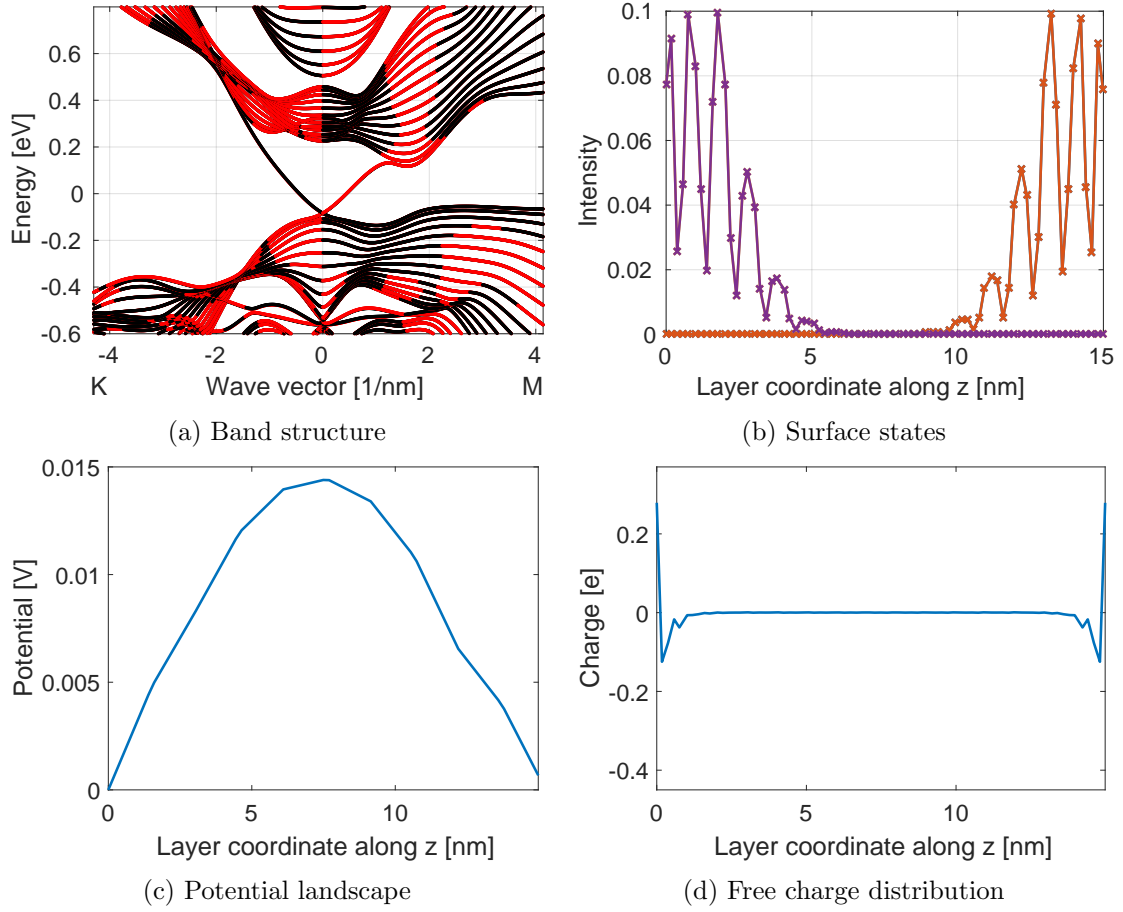 0.6
0.4
0.2
0
-0.2
-0.4
-0.6
Energy [eV]
-4
-2
0
2
4
K
Wave vector [1/nm]
M
(a) Band structure
0.1
0.08
0.06
0.04
0.02
0
Intensity
0
5
10
15
Layer coordinate along z [nm]
(b) Surface states
0.015
0.01
0.005
0
Potential [V]
0
5
10
Layer coordinate along z [nm]
(c) Potential landscape
0.2
0
-0.2
-0.4
Charge [e]
0
5
10
Layer coordinate along z [nm]
(d) Free charge distribution